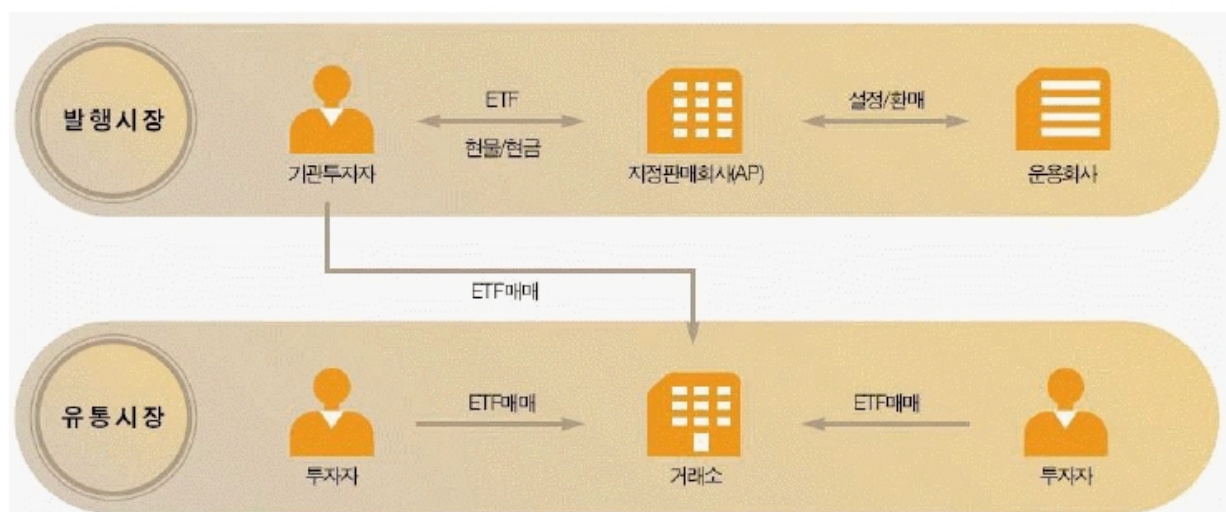 발행시장
ETF
현물/현금
설정/환매
기관투자자
지정판매회사(AP)
운용회사
ETF매매
유통시장
ETF매매
ETF매매
투자자
거래소
투자자